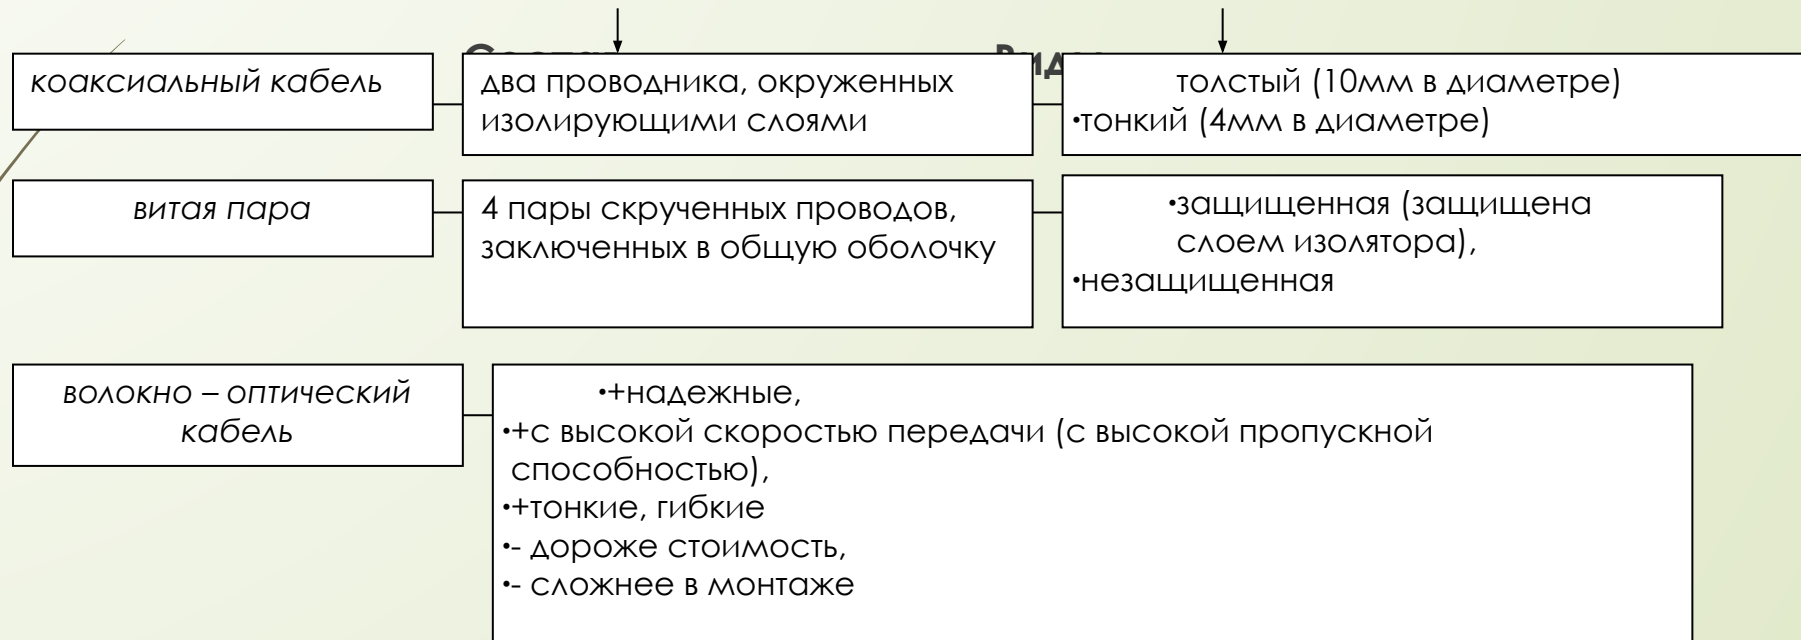 коаксиальный кабель
два проводника, окруженных
изолирующими слоями
толстый (10мм в диаметре)
•тонкий (4мм в диаметре)
витая пара
4 пары скрученных проводов,
заключенных в общую оболочку
•защищенная (защищена
слоем изолятора),
•незащищенная
волокно – оптический
кабель
•+надежные,
•+с высокой скоростью передачи (с высокой пропускной
способностью),
•+тонкие, гибкие
•- дороже стоимость,
•- сложнее в монтаже